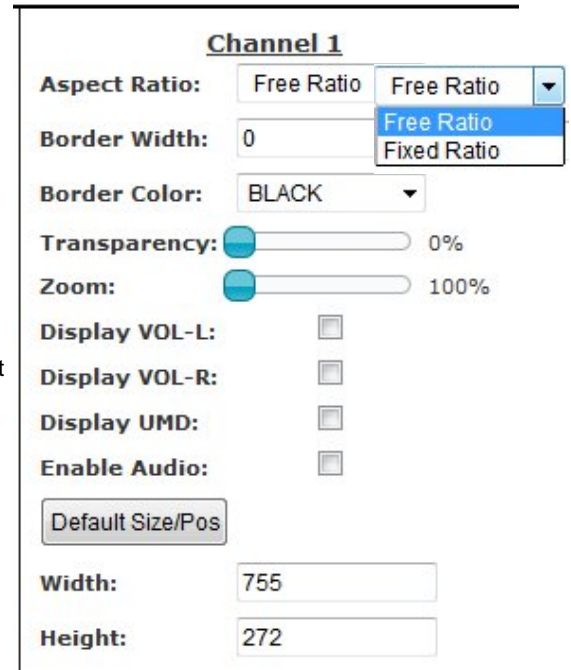 Channel 1
Aspect Ratio: Free Ratio Free Ratio
Free Ratio
Fixed Ratio
Border Width: 0
Border Color: BLACK
Transparency: 0%
Zoom: 100%
Display VOL-L:
t
Display VOL-R:
Display UMD:
Enable Audio:
Default Size/Pos
Width: 755
Height: 272